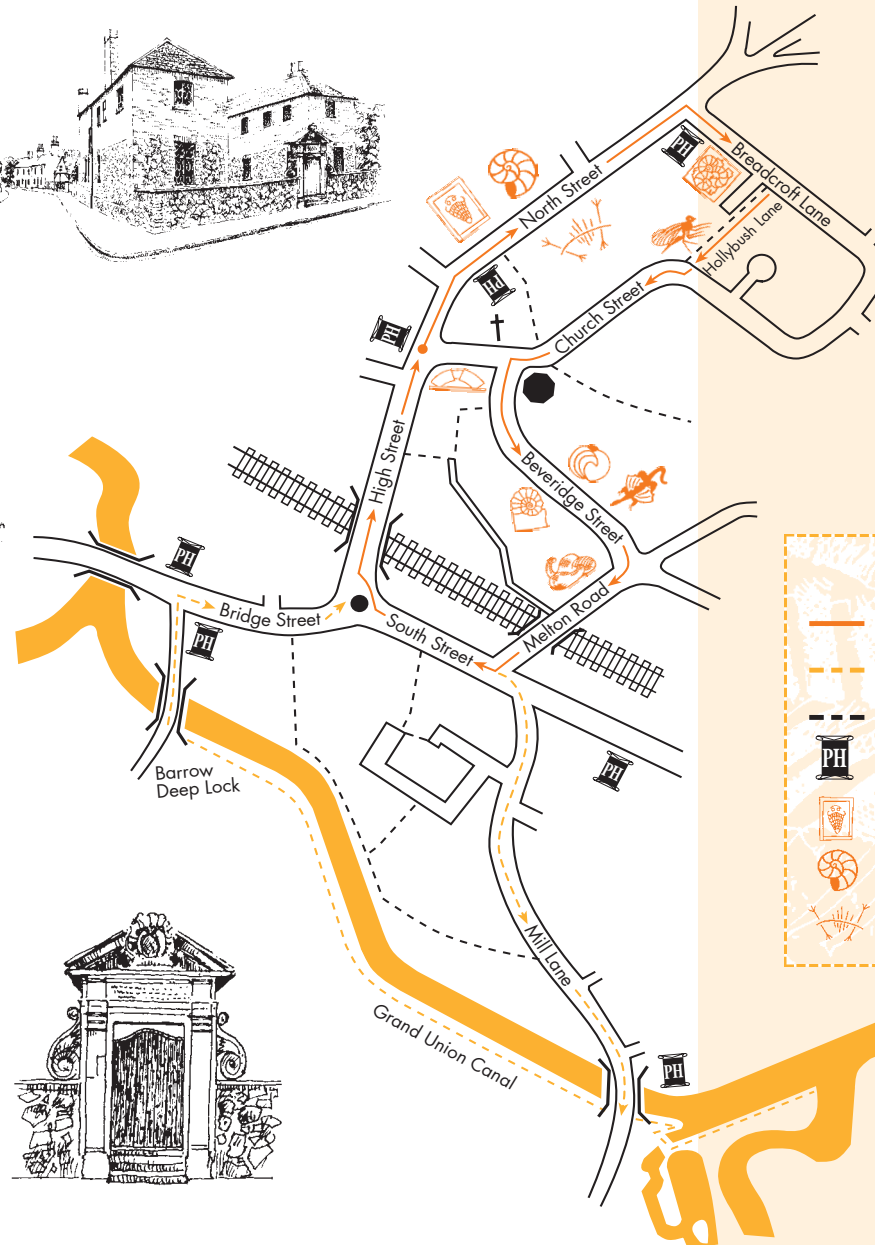 PH
Breadcroft Lane
North Street
Hollybush Lane
PH
PH
Church Street
High Street
Beveridge Street
PH
Bridge Street
PH
South Street
Melton Road
PH
PH
Barrow
Deep Lock
Mill Lane
Grand Union Canal
PH